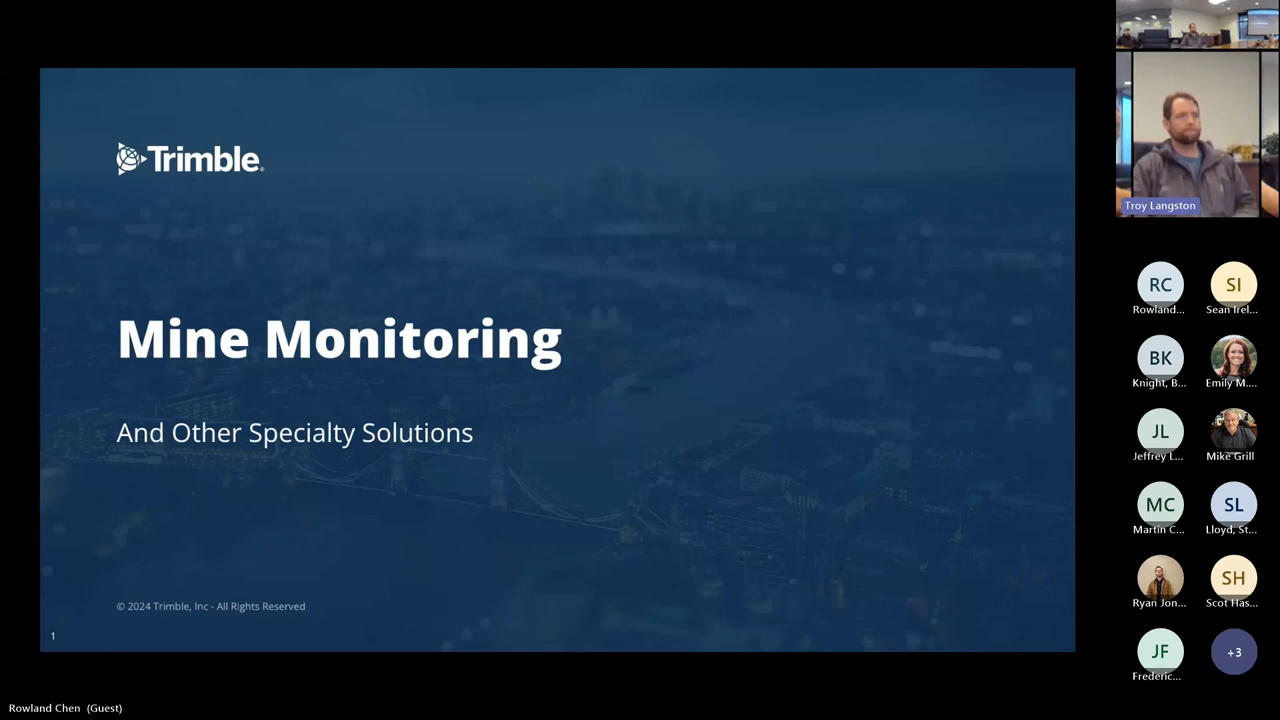 Trimble
Mine Monitoring
And Other Specialty Solutions
© 2024 Trimble, Inc - All Rights Reserved
1
Troy Langston
RC
Rowland...
SI
Sean Irel...
BK
Knight, B...
Emily M....
JL
Jeffrey L...
Mike Grill
MC
Martin C...
SL
Lloyd, St...
Ryan Jon...
SH
Scot Has...
JF
Frederic...
+3
Rowland Chen (Guest)